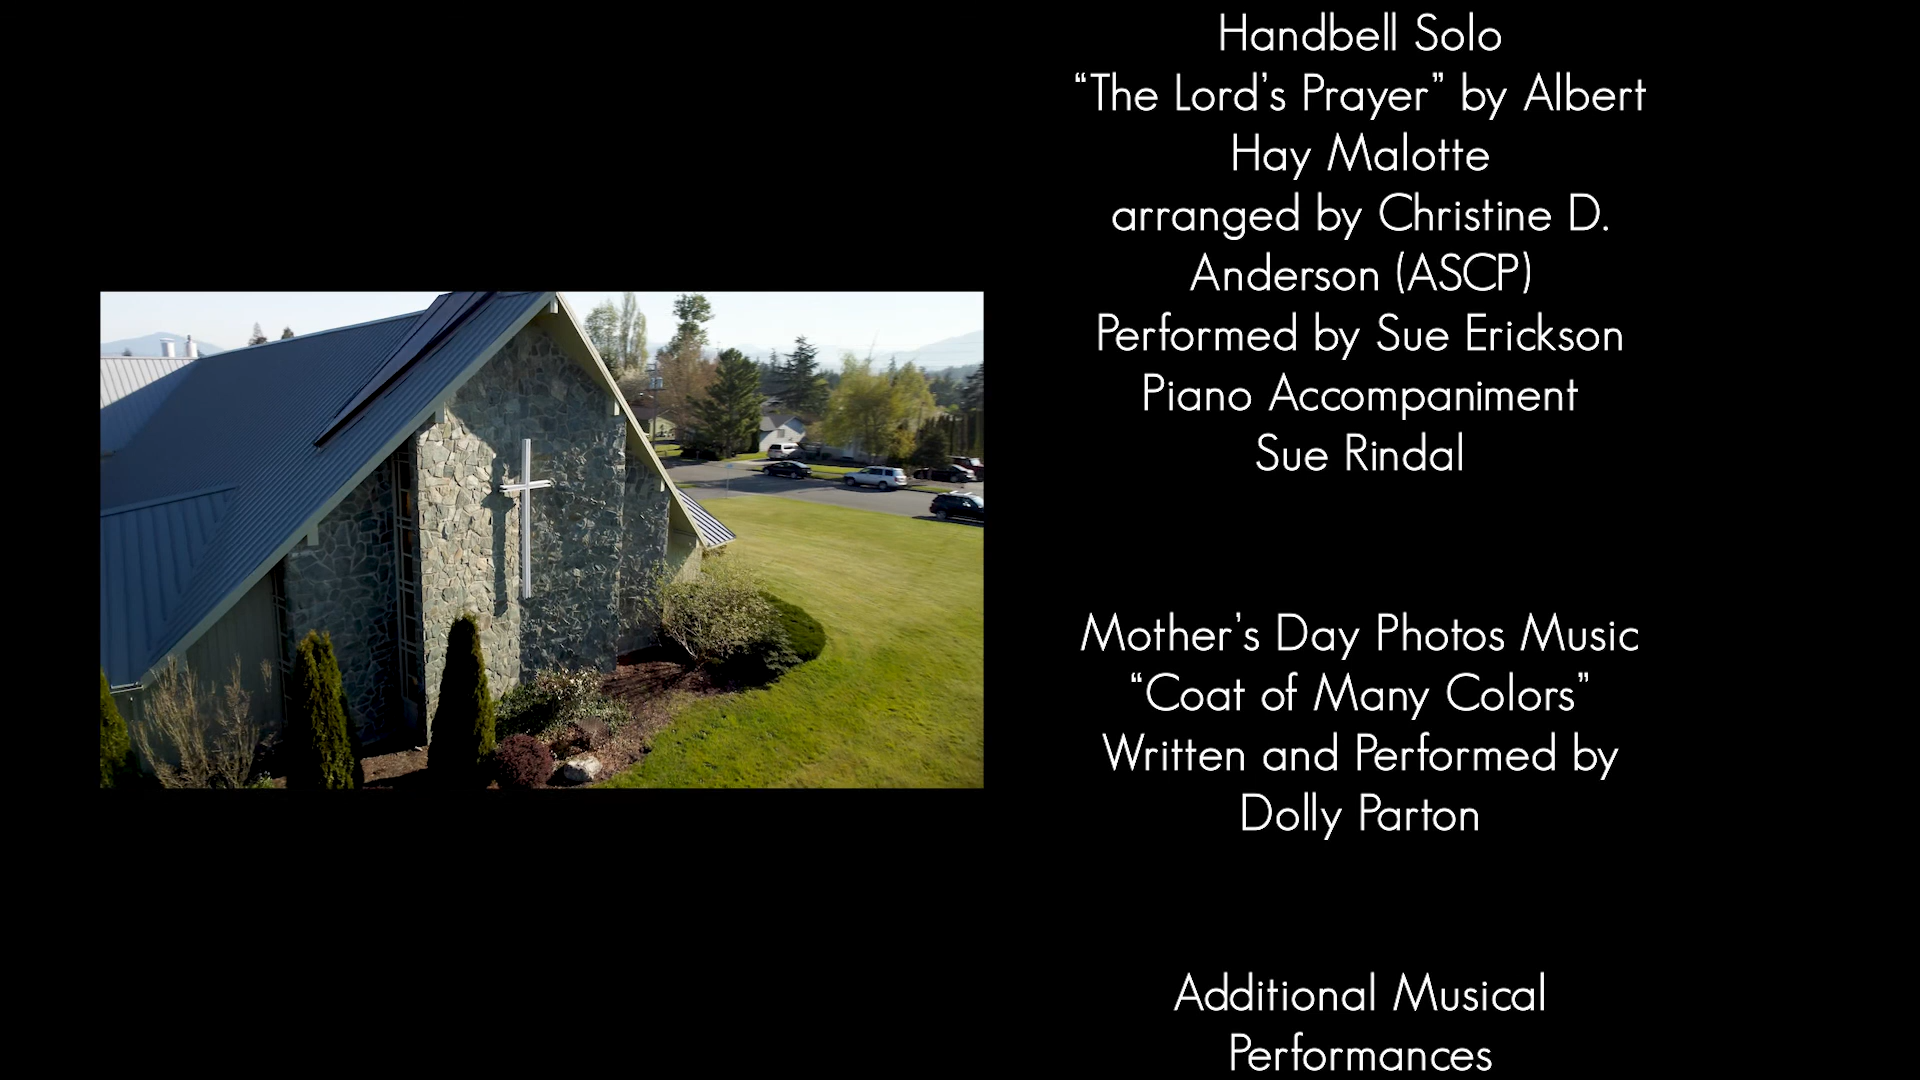 Handbell Solo
“The Lord’s Prayer” by Albert
Hay Malotte
arranged by Christine D.
Anderson (ASCP)
Performed by Sue Erickson
Piano Accompaniment
Sue Rindal
Mother’s Day Photos Music
“Coat of Many Colors”
Written and Performed by
Dolly Parton
Additional Musical
Performances